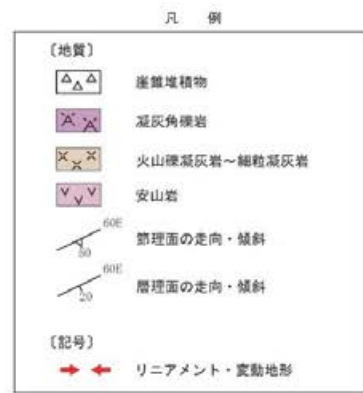 凡 例
〔地質〕
崖錐堆積物
凝灰角礫岩
火山礫凝灰岩～細粒凝灰岩
安山岩
60E
50
節理面の走向・傾斜
60E
20
層理面の走向・傾斜
〔記号〕
リニアメント・変動地形